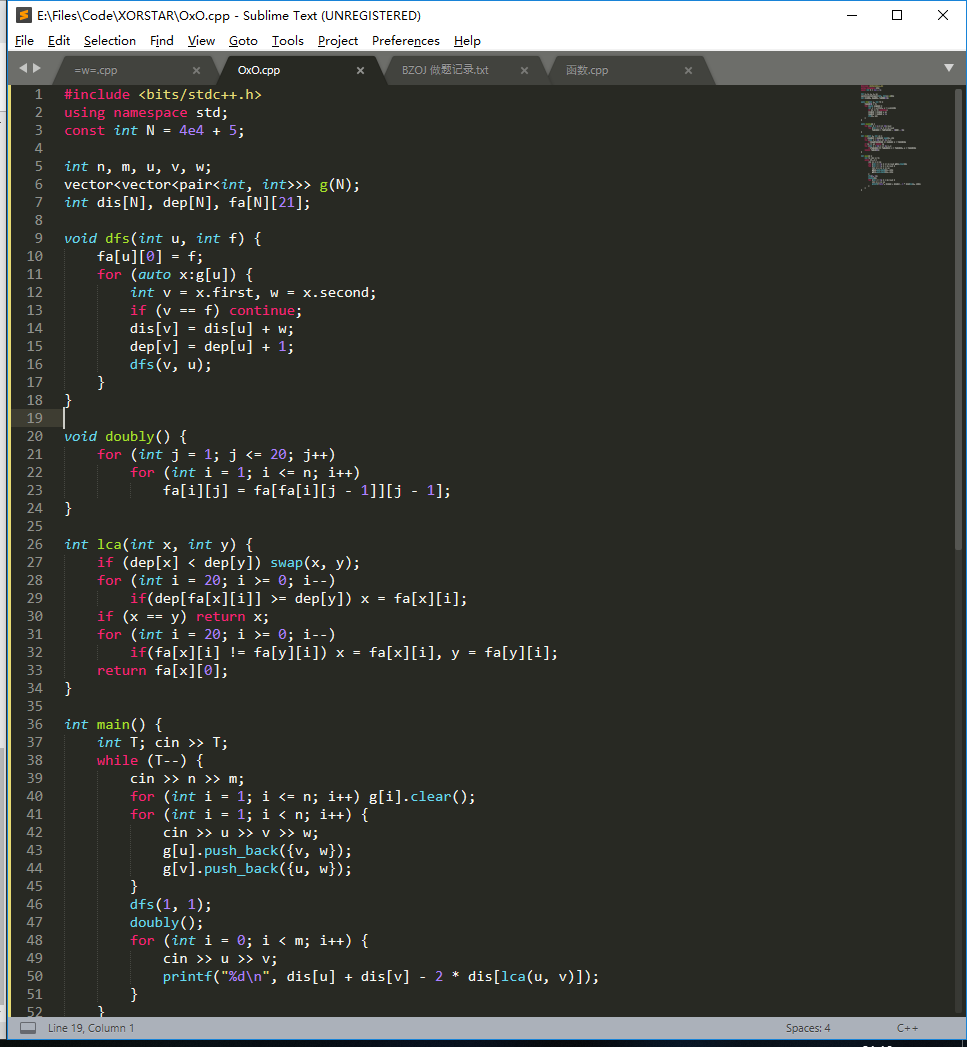 E:\Files\Code\XORSTAR\OxO.cpp - Sublime Text (UNREGISTERED)
File Edit Selection Find View Goto Tools Project Preferences Help
=w=.cpp × OxO.cpp × BZOJ 做题记录.txt × 函数.cpp ×
1 #include <bits/stdc++.h>
2 using namespace std;
3 const int N = 4e4 + 5;
4
5 int n, m, u, v, w;
6 vector<vector<pair<int, int>>> g(N);
7 int dis[N], dep[N], fa[N][21];
8
9 void dfs(int u, int f) {
10     fa[u][0] = f;
11     for (auto x:g[u]) {
12         int v = x.first, w = x.second;
13         if (v == f) continue;
14         dis[v] = dis[u] + w;
15         dep[v] = dep[u] + 1;
16         dfs(v, u);
17     }
18 }
19
20 void doubly() {
21     for (int j = 1; j <= 20; j++)
22         for (int i = 1; i <= n; i++)
23             fa[i][j] = fa[fa[i][j - 1]][j - 1];
24 }
25
26 int lca(int x, int y) {
27     if (dep[x] < dep[y]) swap(x, y);
28     for (int i = 20; i >= 0; i--)
29         if(dep[fa[x][i]] >= dep[y]) x = fa[x][i];
30     if (x == y) return x;
31     for (int i = 20; i >= 0; i--)
32         if(fa[x][i] != fa[y][i]) x = fa[x][i], y = fa[y][i];
33     return fa[x][0];
34 }
35
36 int main() {
37     int T; cin >> T;
38     while (T--) {
39         cin >> n >> m;
40         for (int i = 1; i <= n; i++) g[i].clear();
41         for (int i = 1; i < n; i++) {
42             cin >> u >> v >> w;
43             g[u].push_back({v, w});
44             g[v].push_back({u, w});
45         }
46         dfs(1, 1);
47         doubly();
48         for (int i = 0; i < m; i++) {
49             cin >> u >> v;
50             printf("%d\n", dis[u] + dis[v] - 2 * dis[lca(u, v)]);
51         }
52     }
Line 19, Column 1 Spaces: 4 C++